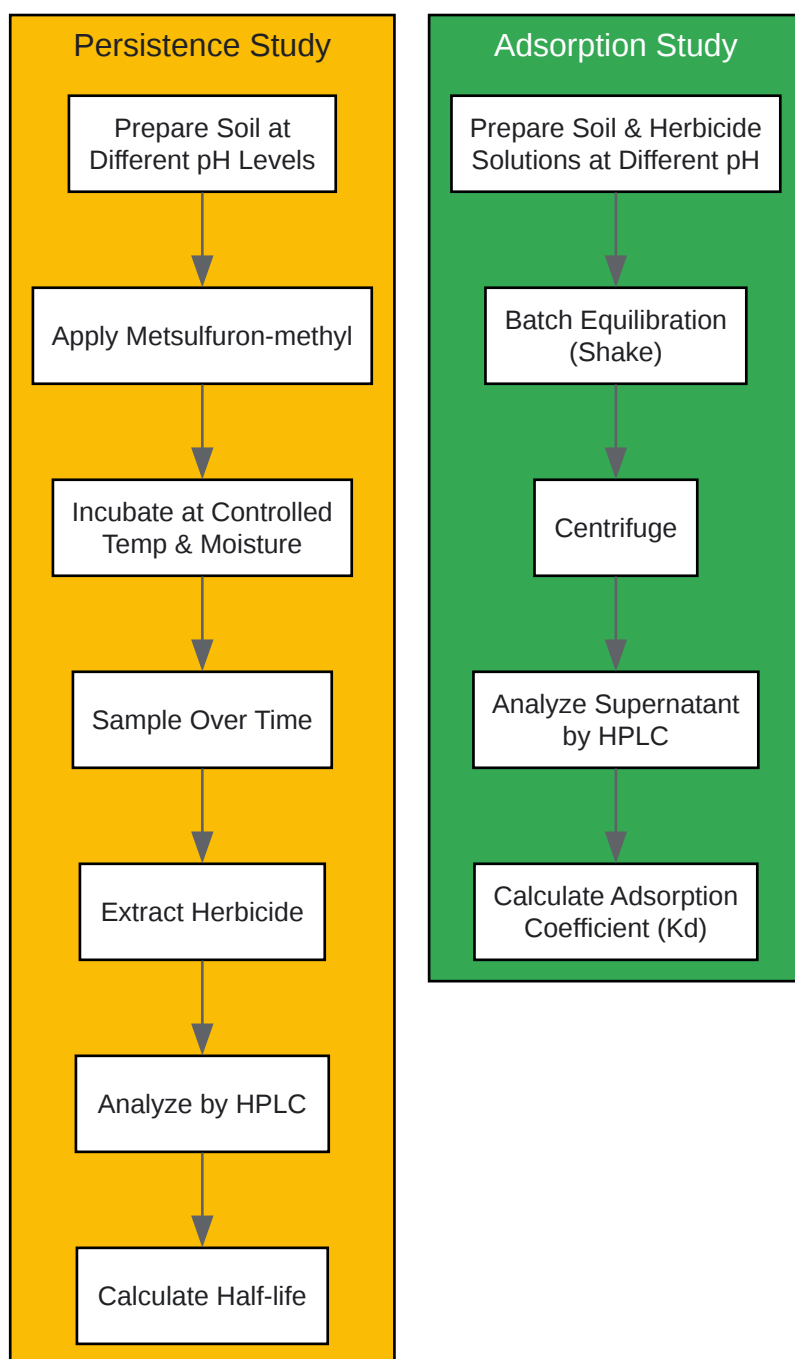 Persistence Study
Prepare Soil at
Different pH Levels
Apply Metsulfuron-methyl
Incubate at Controlled
Temp & Moisture
Sample Over Time
Extract Herbicide
Analyze by HPLC
Calculate Half-life
Adsorption Study
Prepare Soil & Herbicide
Solutions at Different pH
Batch Equilibration
(Shake)
Centrifuge
Analyze Supernatant
by HPLC
Calculate Adsorption
Coefficient (Kd)